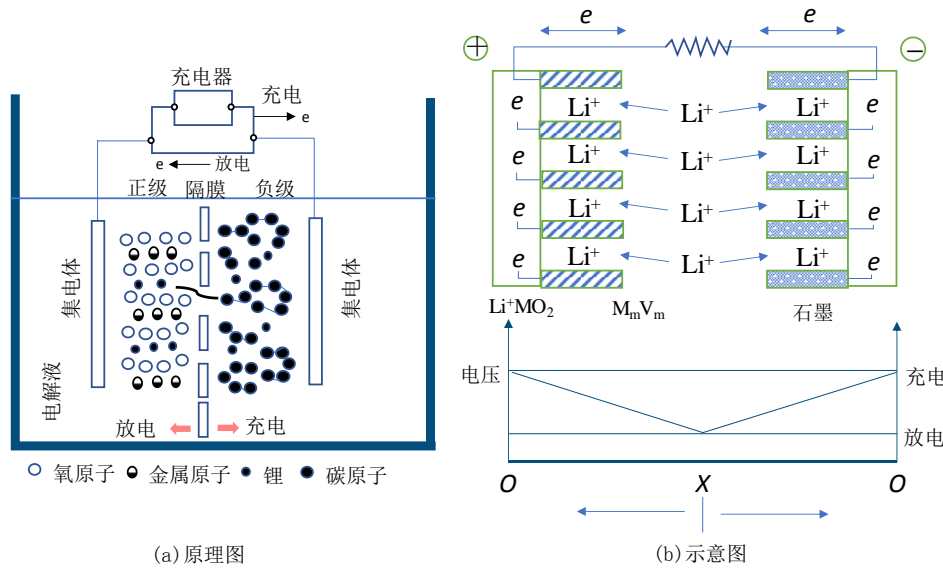 充电器
充电
e
e
放电
正级
隔膜
负级
集电体
集电体
电解液
放电
充电
氧原子
金属原子
锂
碳原子
(a)原理图
e
e
+
−
e
Li⁺
Li⁺
Li⁺
e
e
Li⁺
Li⁺
Li⁺
e
e
Li⁺
Li⁺
Li⁺
e
e
Li⁺
Li⁺
Li⁺
e
Li⁺MO₂
MₘVₘ
石墨
电压
充电
放电
O
X
O
(b)示意图